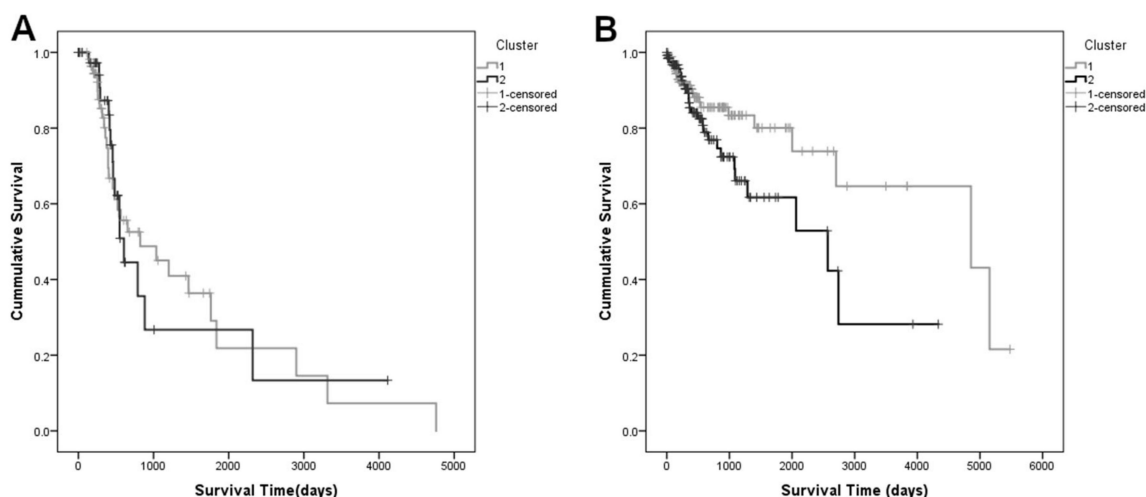 A
Cummulative Survival
1.0
0.8
0.6
0.4
0.2
0.0
0
1000
2000
3000
4000
5000
Survival Time(days)
Cluster
1
2
1-censored
2-censored
B
Cummulative Survival
1.0
0.8
0.6
0.4
0.2
0.0
0
1000
2000
3000
4000
5000
6000
Survival Time (days)
Cluster
1
2
1-censored
2-censored